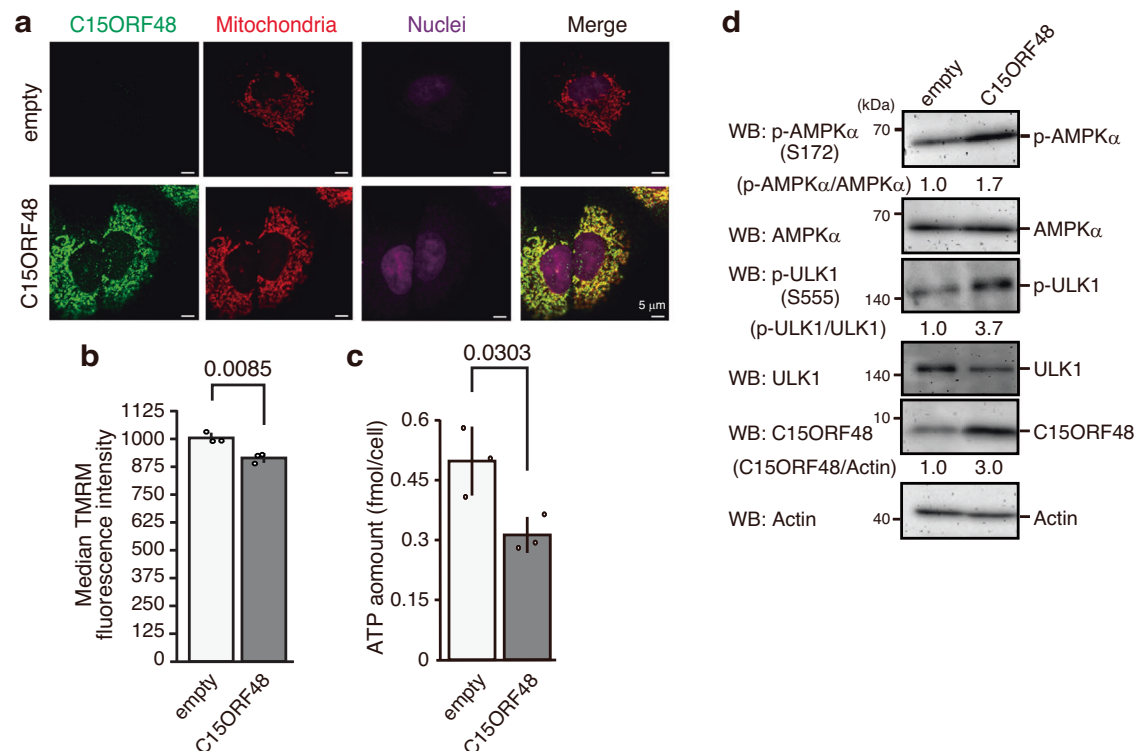 a
C15ORF48 Mitochondria Nuclei Merge
empty
C15ORF48
5 μm
b
0.0085
Median TMRM
fluorescence intensity
1125
1000
875
750
625
500
375
250
125
0
empty
C15ORF48
c
0.0303
ATP aomount (fmol/cell)
0.6
0.45
0.3
0.15
0
empty
C15ORF48
d
empty
C15ORF48
(kDa)
WB: p-AMPKα
(S172)
70
p-AMPKα
(p-AMPKα/AMPKα) 1.0 1.7
70
WB: AMPKα
AMPKα
WB: p-ULK1
(S555)
140
p-ULK1
(p-ULK1/ULK1) 1.0 3.7
WB: ULK1
140
ULK1
10
WB: C15ORF48
C15ORF48
(C15ORF48/Actin) 1.0 3.0
WB: Actin
40
Actin